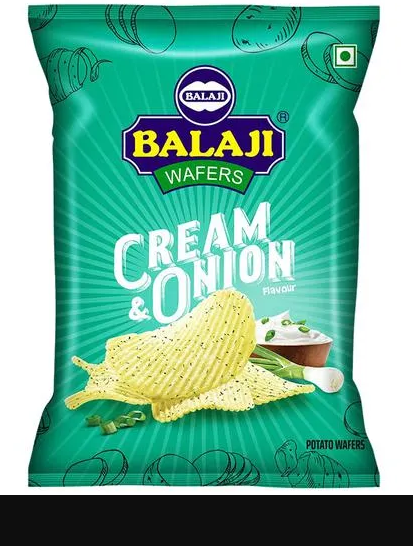 BALAJI
®
BALAJI
WAFERS
CREAM
& ONION
Flavour
POTATO WAFERS